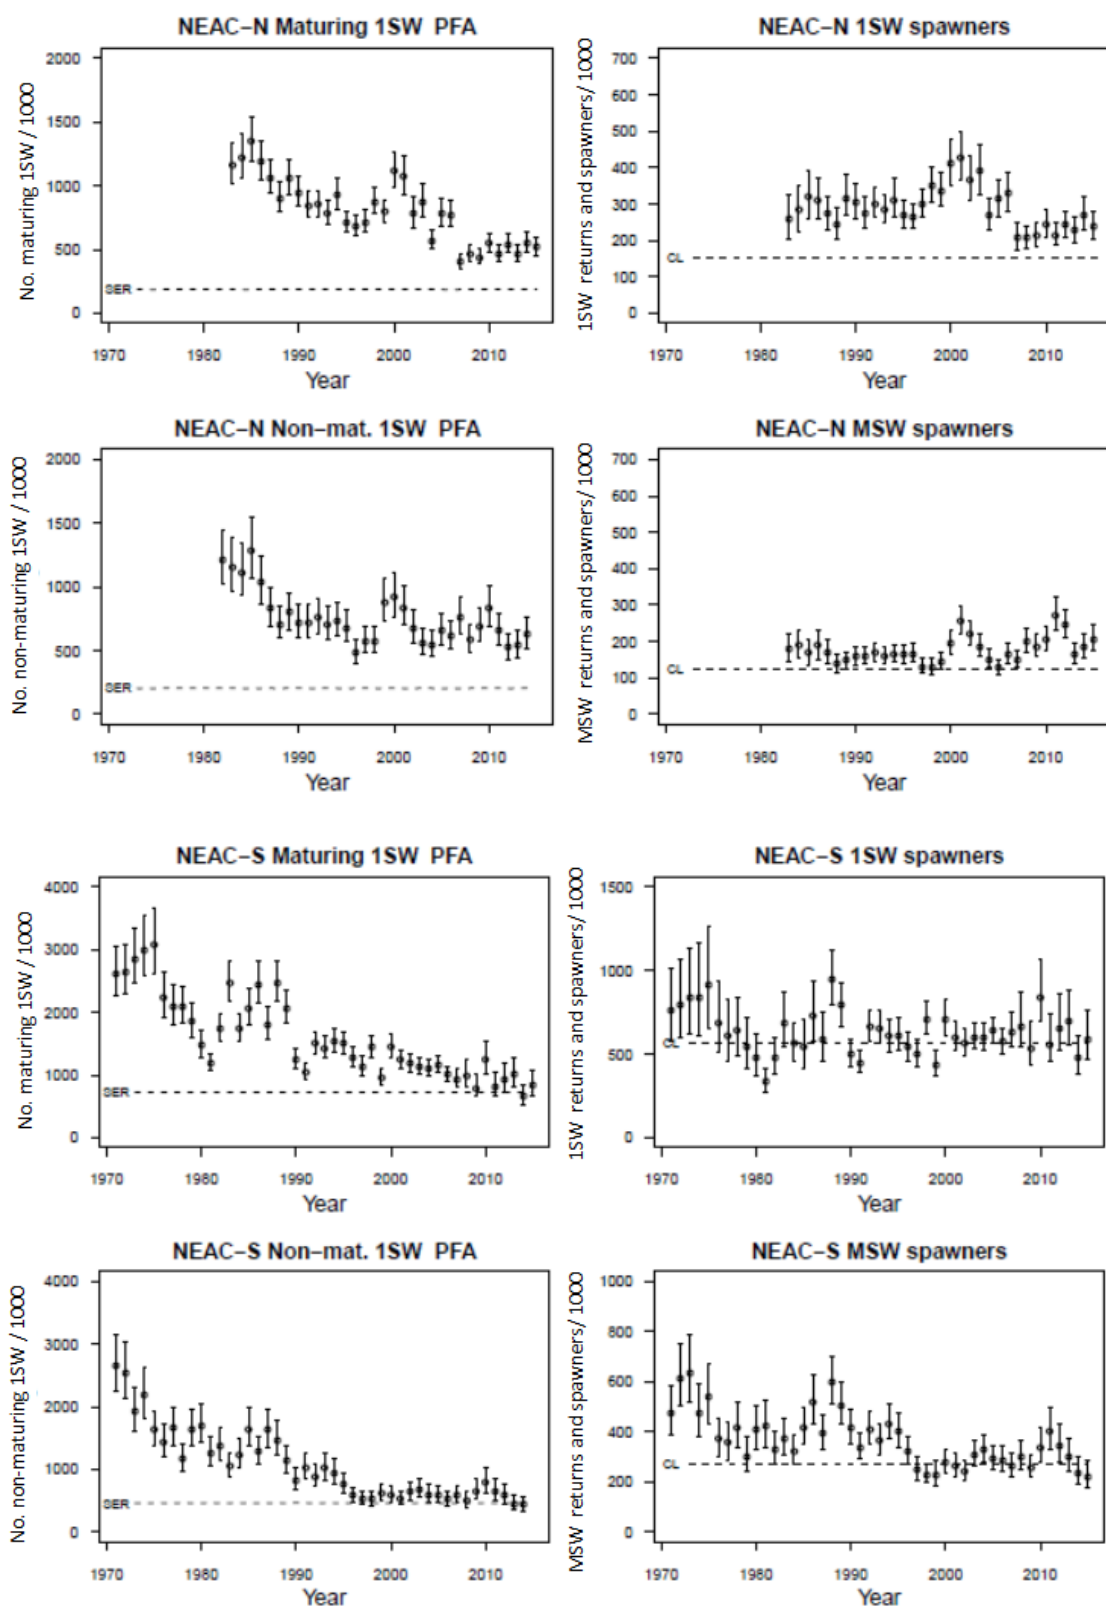 NEAC–N Maturing 1SW PFA
No. maturing 1SW / 1000
2000
1500
1000
500
0
SER
1970 1980 1990 2000 2010
Year
NEAC–N 1SW spawners
1SW returns and spawners/ 1000
700
600
500
400
300
200
100
0
CL
1970 1980 1990 2000 2010
Year
NEAC–N Non–mat. 1SW PFA
No. non-maturing 1SW / 1000
2000
1500
1000
500
0
SER
1970 1980 1990 2000 2010
Year
NEAC–N MSW spawners
MSW returns and spawners/ 1000
700
600
500
400
300
200
100
0
CL
1970 1980 1990 2000 2010
Year
NEAC–S Maturing 1SW PFA
No. maturing 1SW / 1000
4000
3000
2000
1000
0
SER
1970 1980 1990 2000 2010
Year
NEAC–S 1SW spawners
1SW returns and spawners/ 1000
1500
1000
500
0
CL
1970 1980 1990 2000 2010
Year
NEAC–S Non–mat. 1SW PFA
No. non-maturing 1SW / 1000
4000
3000
2000
1000
0
SER
1970 1980 1990 2000 2010
Year
NEAC–S MSW spawners
MSW returns and spawners/ 1000
1000
800
600
400
200
0
CL
1970 1980 1990 2000 2010
Year